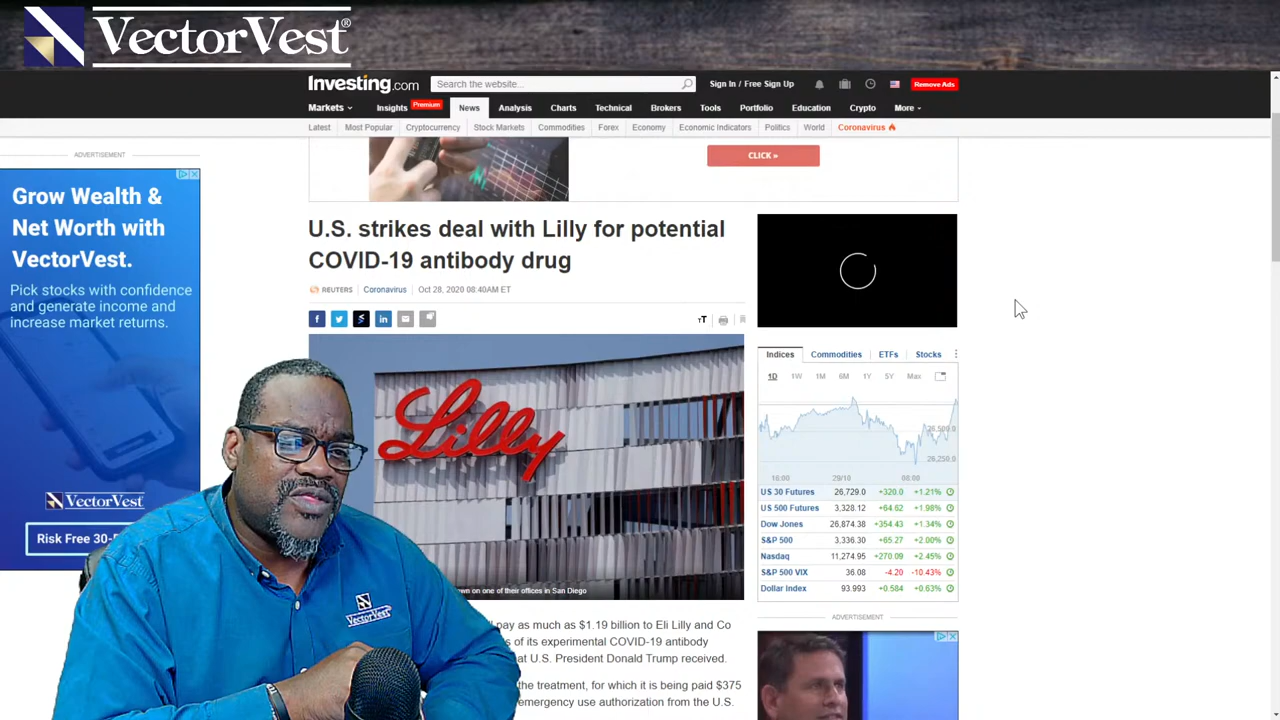 VectorVest®
Investing.com
Search the website...
Sign In / Free Sign Up
Remove Ads
Markets
Insights
Premium
News
Analysis
Charts
Technical
Brokers
Tools
Portfolio
Education
Crypto
More
Latest
Most Popular
Cryptocurrency
Stock Markets
Commodities
Forex
Economy
Economic Indicators
Politics
World
Coronavirus
ADVERTISEMENT
Grow Wealth &
Net Worth with
VectorVest.
Pick stocks with confidence
and generate income and
increase market returns.
VectorVest
Risk Free 30-
CLICK »
U.S. strikes deal with Lilly for potential
COVID-19 antibody drug
REUTERS Coronavirus Oct 28, 2020 08:40AM ET
Lilly
on one of their offices in San Diego
pay as much as $1.19 billion to Eli Lilly and Co
of its experimental COVID-19 antibody
U.S. President Donald Trump received.
the treatment, for which it is being paid $375
emergency use authorization from the U.S.
VectorVest
Indices Commodities ETFs Stocks
1D 1W 1M 6M 1Y 5Y Max
26,500.0
26,250.0
16:00 29/10 00:00
US 30 Futures 26,729.0 +320.0 +1.21%
US 500 Futures 3,328.12 +64.62 +1.98%
Dow Jones 26,874.38 +354.43 +1.34%
S&P 500 3,336.30 +65.27 +2.00%
Nasdaq 11,274.95 +270.09 +2.45%
S&P 500 VIX 36.08 -4.20 -10.43%
Dollar Index 93.993 +0.584 +0.63%
ADVERTISEMENT